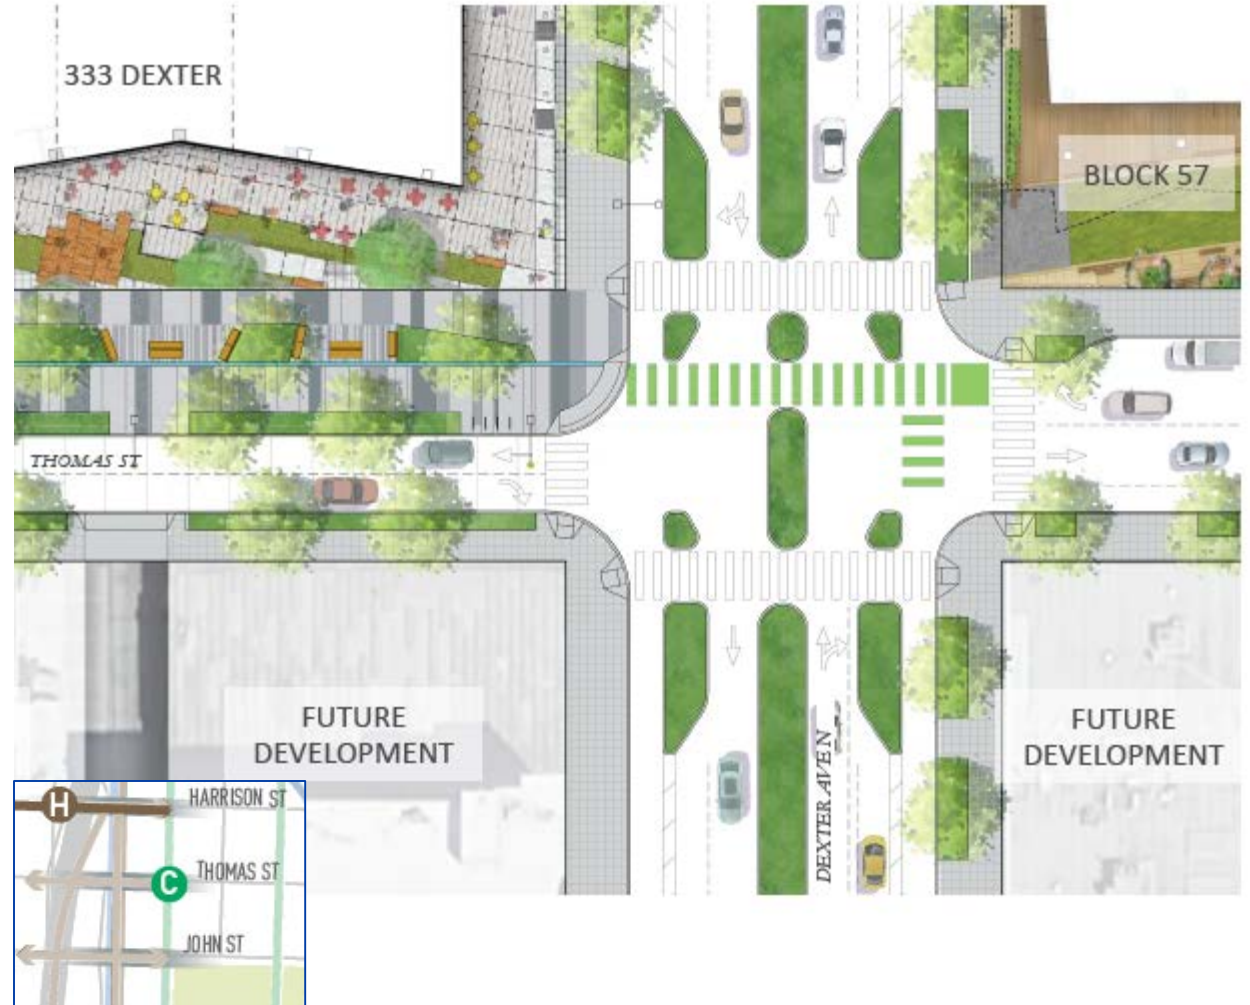 333 DEXTER
BLOCK 57
THOMAS ST
FUTURE
DEVELOPMENT
FUTURE
DEVELOPMENT
DEXTER AVE N
H
HARRISON ST
THOMAS ST
C
JOHN ST